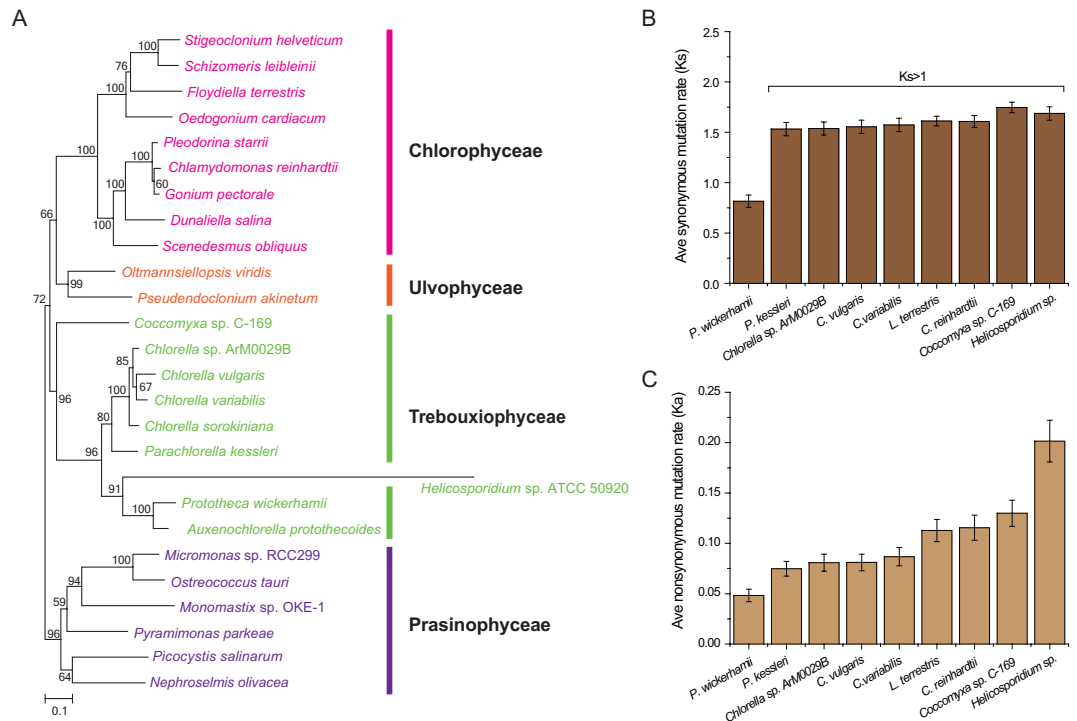 A
Stigeoclonium helveticum
100
Schizomeris leibleinii
76
Floydiella terrestris
100
Oedogonium cardiacum
Chlorophyceae
100
Pleodorina starrii
100
Chlamydomonas reinhardtii
60
Gonium pectorale
100
Dunaliella salina
100
Scenedesmus obliquus
66
Oltmannsiellopsis viridis
99
Pseudendoclonium akinetum
Ulvophyceae
72
Coccomyxa sp. C-169
Chlorella sp. ArM0029B
85
Chlorella vulgaris
67
100
Chlorella variabilis
96
80
Chlorella sorokiniana
Trebouxiophyceae
96
Parachlorella kessleri
Helicosporidium sp. ATCC 50920
91
Prototheca wickerhamii
100
Auxenochlorella protothecoides
Micromonas sp. RCC299
100
Ostreococcus tauri
94
Monomastix sp. OKE-1
59
Pyramimonas parkeae
Prasinophyceae
96
Picocystis salinarum
64
Nephroselmis olivacea
0.1
B
Ave synonymous mutation rate (Ks)
2.5
2.0
1.5
1.0
0.5
0.0
Ks>1
P. wickerhamii
P. kessleri
Chlorella sp. ArM0029B
C. vulgaris
C.variabilis
L. terrestris
C. reinhardtii
Coccomyxa sp. C-169
Helicosporidium sp.
C
Ave nonsynonymous mutation rate (Ka)
0.25
0.20
0.15
0.10
0.05
0.00
P. wickerhamii
P. kessleri
Chlorella sp. ArM0029B
C. vulgaris
C.variabilis
L. terrestris
C. reinhardtii
Coccomyxa sp. C-169
Helicosporidium sp.